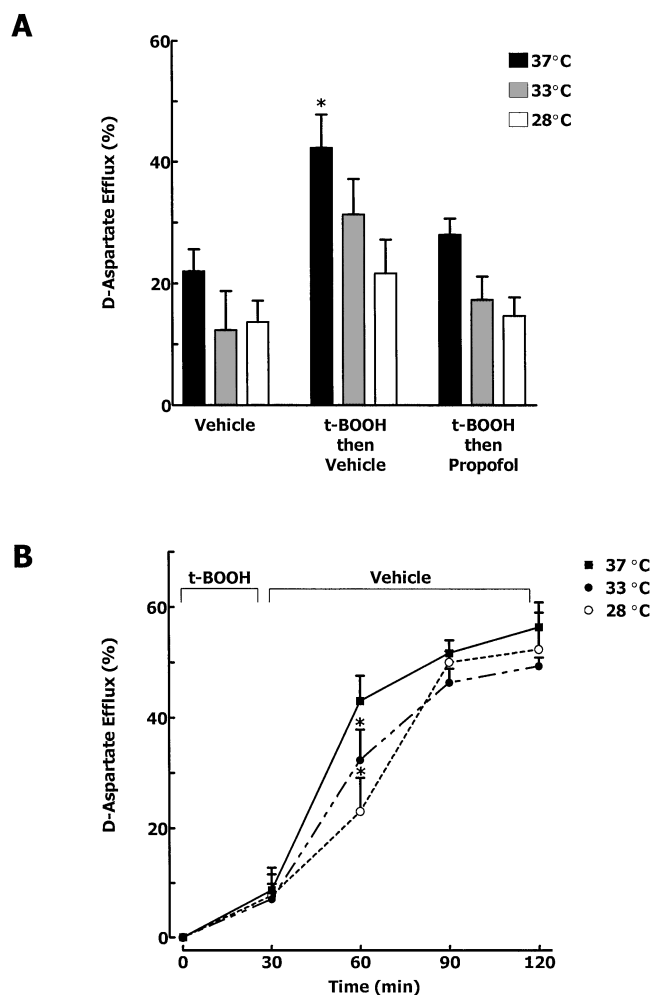 A
60
40
20
0
D-Aspartate Efflux (%)
37°C
33°C
28°C
*
Vehicle
t-BOOH
then
Vehicle
t-BOOH
then
Propofol
B
60
40
20
0
D-Aspartate Efflux (%)
t-BOOH
Vehicle
37 °C
33 °C
28 °C
*
*
0 30 60 90 120
Time (min)